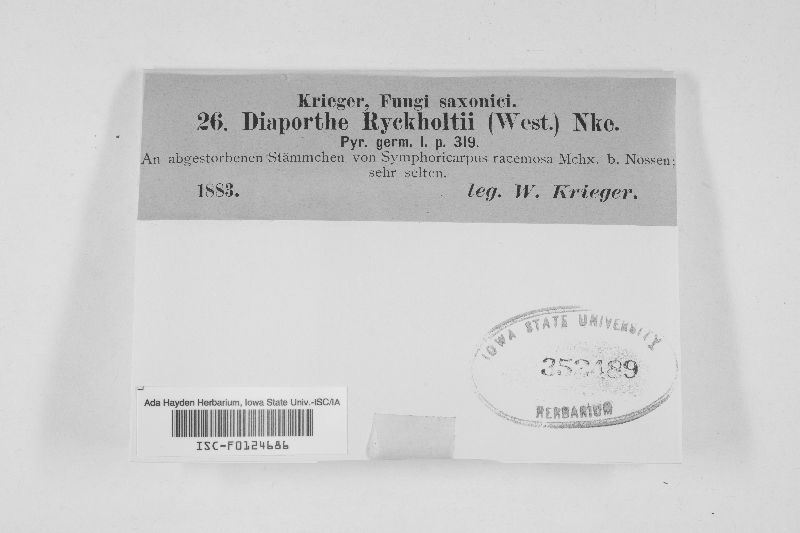 Krieger, Fungi saxonici.
26. Diaporthe Ryckholtii (West.) Nke.
Pyr. germ. I. p. 319.
An abgestorbenen Stämmchen von Symphoricarpus racemosa Mchx. b. Nossen;
sehr selten.
1883. leg. W. Krieger.
IOWA STATE UNIVERSITY
HERBARIUM
Ada Hayden Herbarium, Iowa State Univ.-ISC/IA
ISC-F0124686